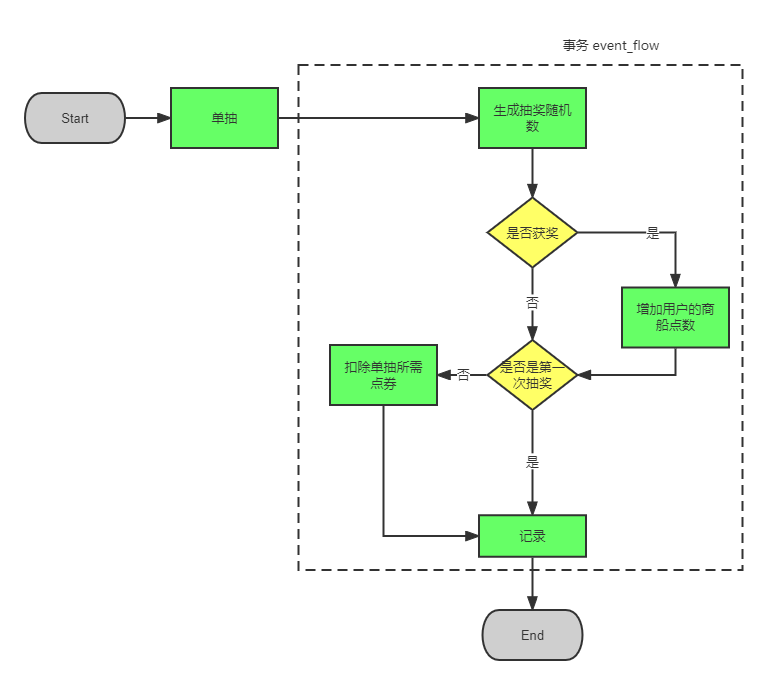 事务 event_flow
Start
单抽
生成抽奖随机
数
是否获奖
是
否
增加用户的商
船点数
扣除单抽所需
点券
否
是否是第一
次抽奖
是
记录
End